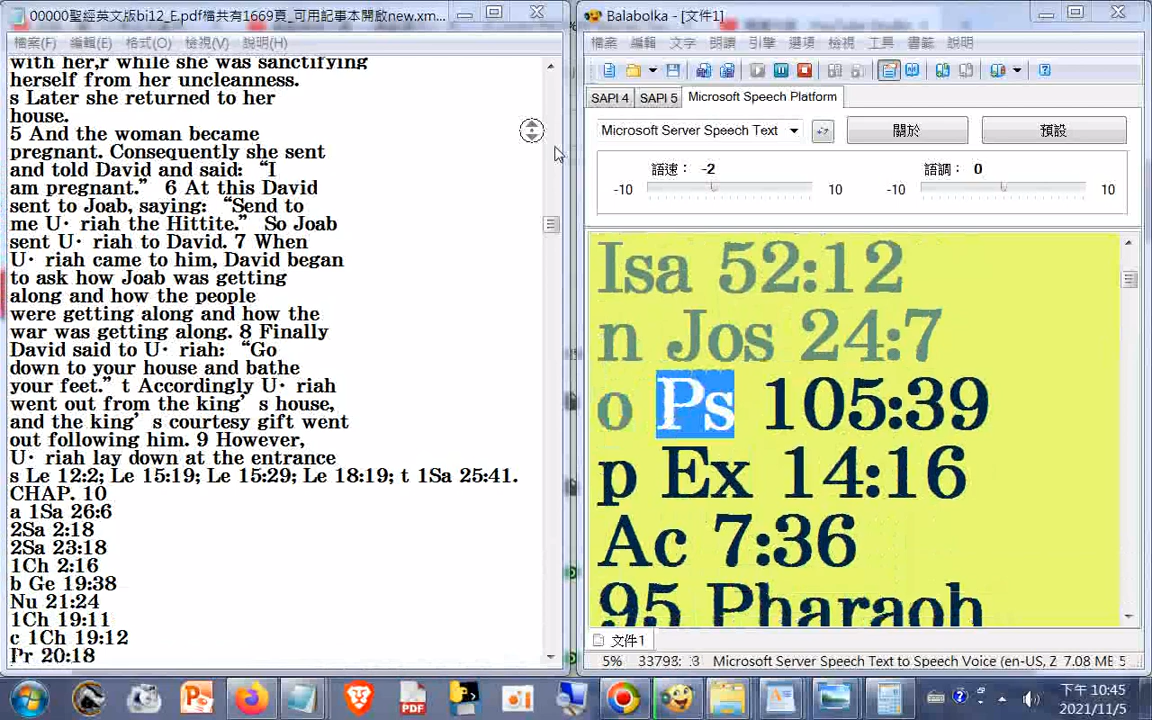 00000聖經英文版bi12_E.pdf檔共有1669頁_可用記事本開啟new.xm...
檔案(F) 編輯(E) 格式(O) 檢視(V) 說明(H)
with her,r while she was sanctifying
herself from her uncleanness.
s Later she returned to her
house.
5 And the woman became
pregnant. Consequently she sent
and told David and said: “I
am pregnant.” 6 At this David
sent to Joab, saying: “Send to
me U· riah the Hittite.” So Joab
sent U· riah to David. 7 When
U· riah came to him, David began
to ask how Joab was getting
along and how the people
were getting along and how the
war was getting along. 8 Finally
David said to U· riah: “Go
down to your house and bathe
your feet.” t Accordingly U· riah
went out from the king’ s house,
and the king’ s courtesy gift went
out following him. 9 However,
U· riah lay down at the entrance
s Le 12:2; Le 15:19; Le 15:29; Le 18:19; t 1Sa 25:41.
CHAP. 10
a 1Sa 26:6
2Sa 2:18
2Sa 23:18
1Ch 2:16
b Ge 19:38
Nu 21:24
1Ch 19:11
c 1Ch 19:12
Pr 20:18
Balabolka - [文件1]
檔案 編輯 文字 朗讀 引擎 選項 檢視 工具 書籤 說明
SAPI 4 SAPI 5 Microsoft Speech Platform
Microsoft Server Speech Text 關於 預設
語速: -2 語調: 0
-10 10 -10 10
Isa 52:12
n Jos 24:7
o Ps 105:39
p Ex 14:16
Ac 7:36
95 Pharaoh
文件1
5% 33798: :3 Microsoft Server Speech Text to Speech Voice (en-US, Z 7.08 MB 5
下午 10:45
2021/11/5